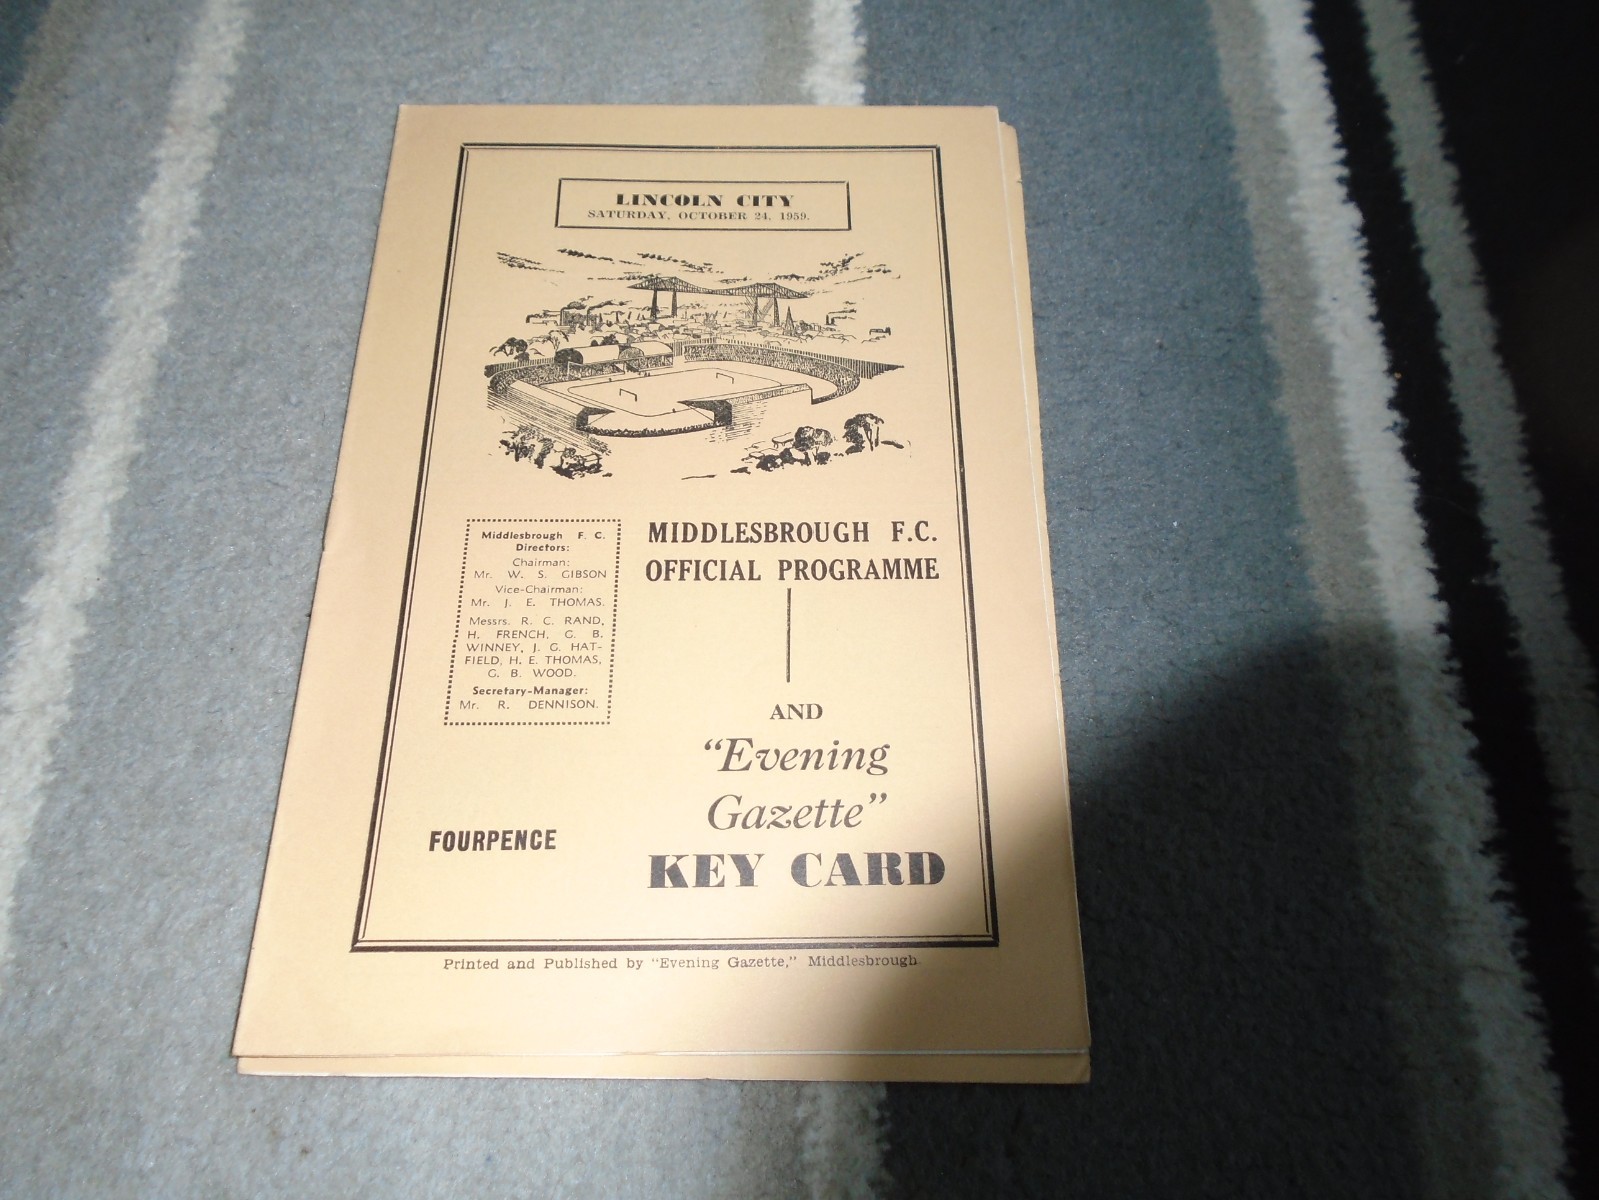 LINCOLN CITY
SATURDAY, OCTOBER 24, 1959.
Middlesbrough F. C.
Directors:
Chairman:
Mr. W. S. GIBSON
Vice-Chairman:
Mr. J. E. THOMAS.
Messrs. R. C. RAND,
H. FRENCH, G. B.
WINNEY, J. G. HAT-
FIELD, H. E. THOMAS,
G. B. WOOD.
Secretary-Manager:
Mr. R. DENNISON.
MIDDLESBROUGH F.C.
OFFICIAL PROGRAMME
AND
"Evening
Gazette"
KEY CARD
FOURPENCE
Printed and Published by "Evening Gazette," Middlesbrough